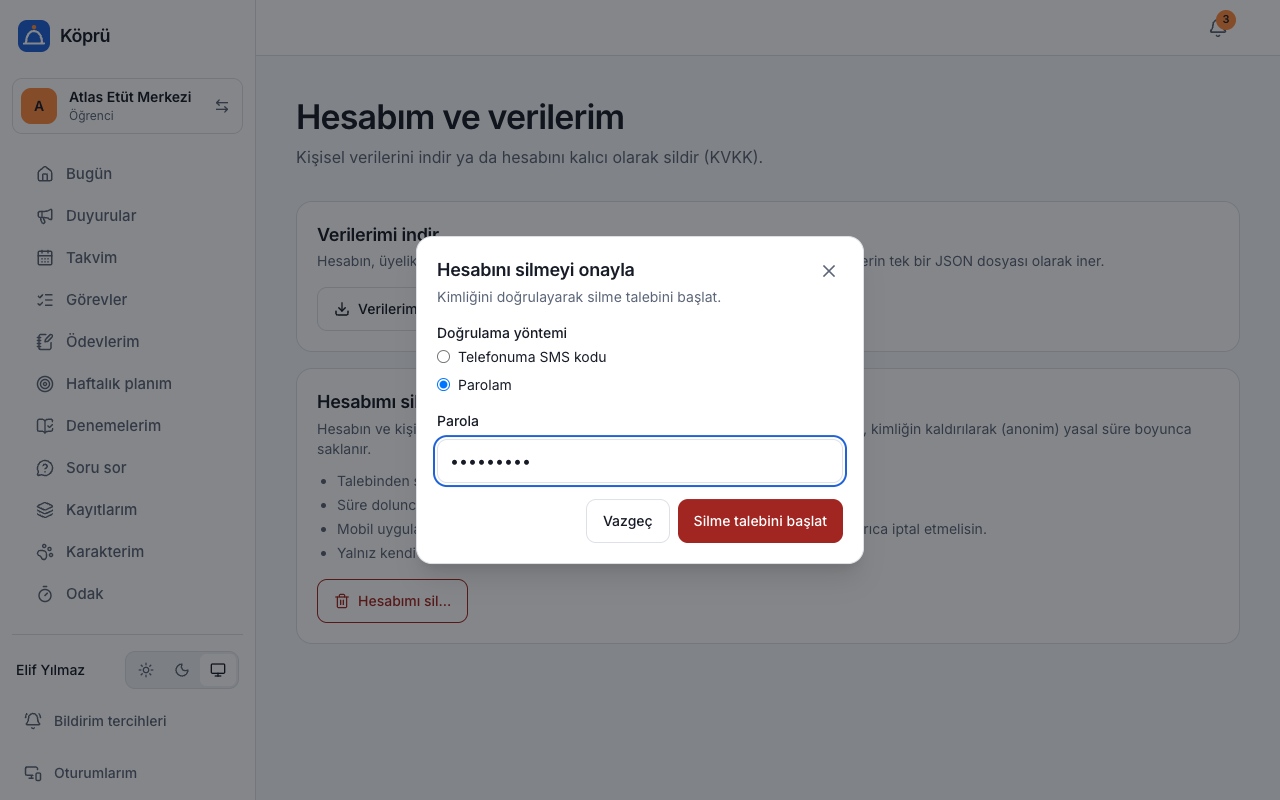 Köprü
3
A
Atlas Etüt Merkezi
Öğrenci
Bugün
Duyurular
Takvim
Görevler
Ödevlerim
Haftalık planım
Denemelerim
Soru sor
Kayıtlarım
Karakterim
Odak
Elif Yılmaz
Bildirim tercihleri
Oturumlarım
Hesabım ve verilerim
Kişisel verilerini indir ya da hesabını kalıcı olarak sildir (KVKK).
Verilerimi indir
Hesabın, üyelik tek bir JSON dosyası olarak iner.
Verilerim
Hesabımı
Hesabın ve kişi , kimliğin kaldırılarak (anonim) yasal süre boyunca
saklanır.
Talebinden
Süre dolunc
Mobil uygula iptal etmelisin.
Yalnız kendi
Hesabımı sil...
Hesabını silmeyi onayla
Kimliğini doğrulayarak silme talebini başlat.
Doğrulama yöntemi
Telefonuma SMS kodu
Parolam
Parola
•••••••••
Vazgeç
Silme talebini başlat